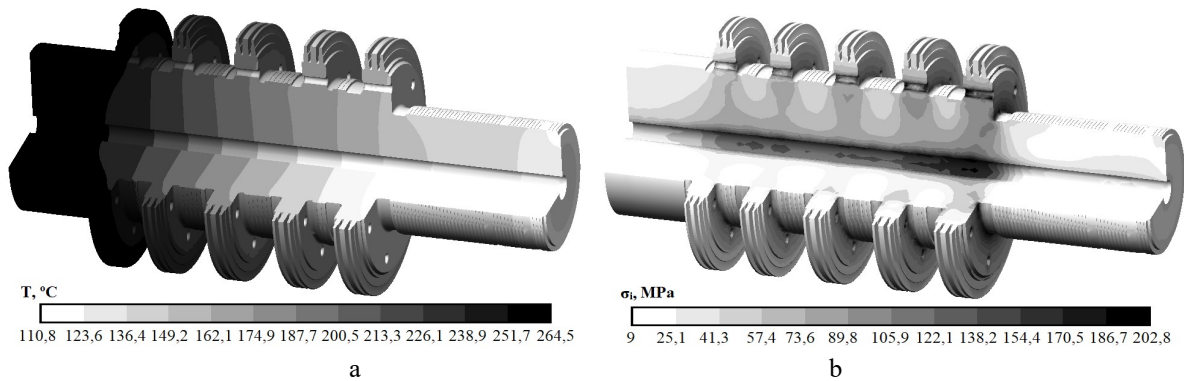 T, ºC
110,8 123,6 136,4 149,2 162,1 174,9 187,7 200,5 213,3 226,1 238,9 251,7 264,5
a
σi, MPa
9 25,1 41,3 57,4 73,6 89,8 105,9 122,1 138,2 154,4 170,5 186,7 202,8
b